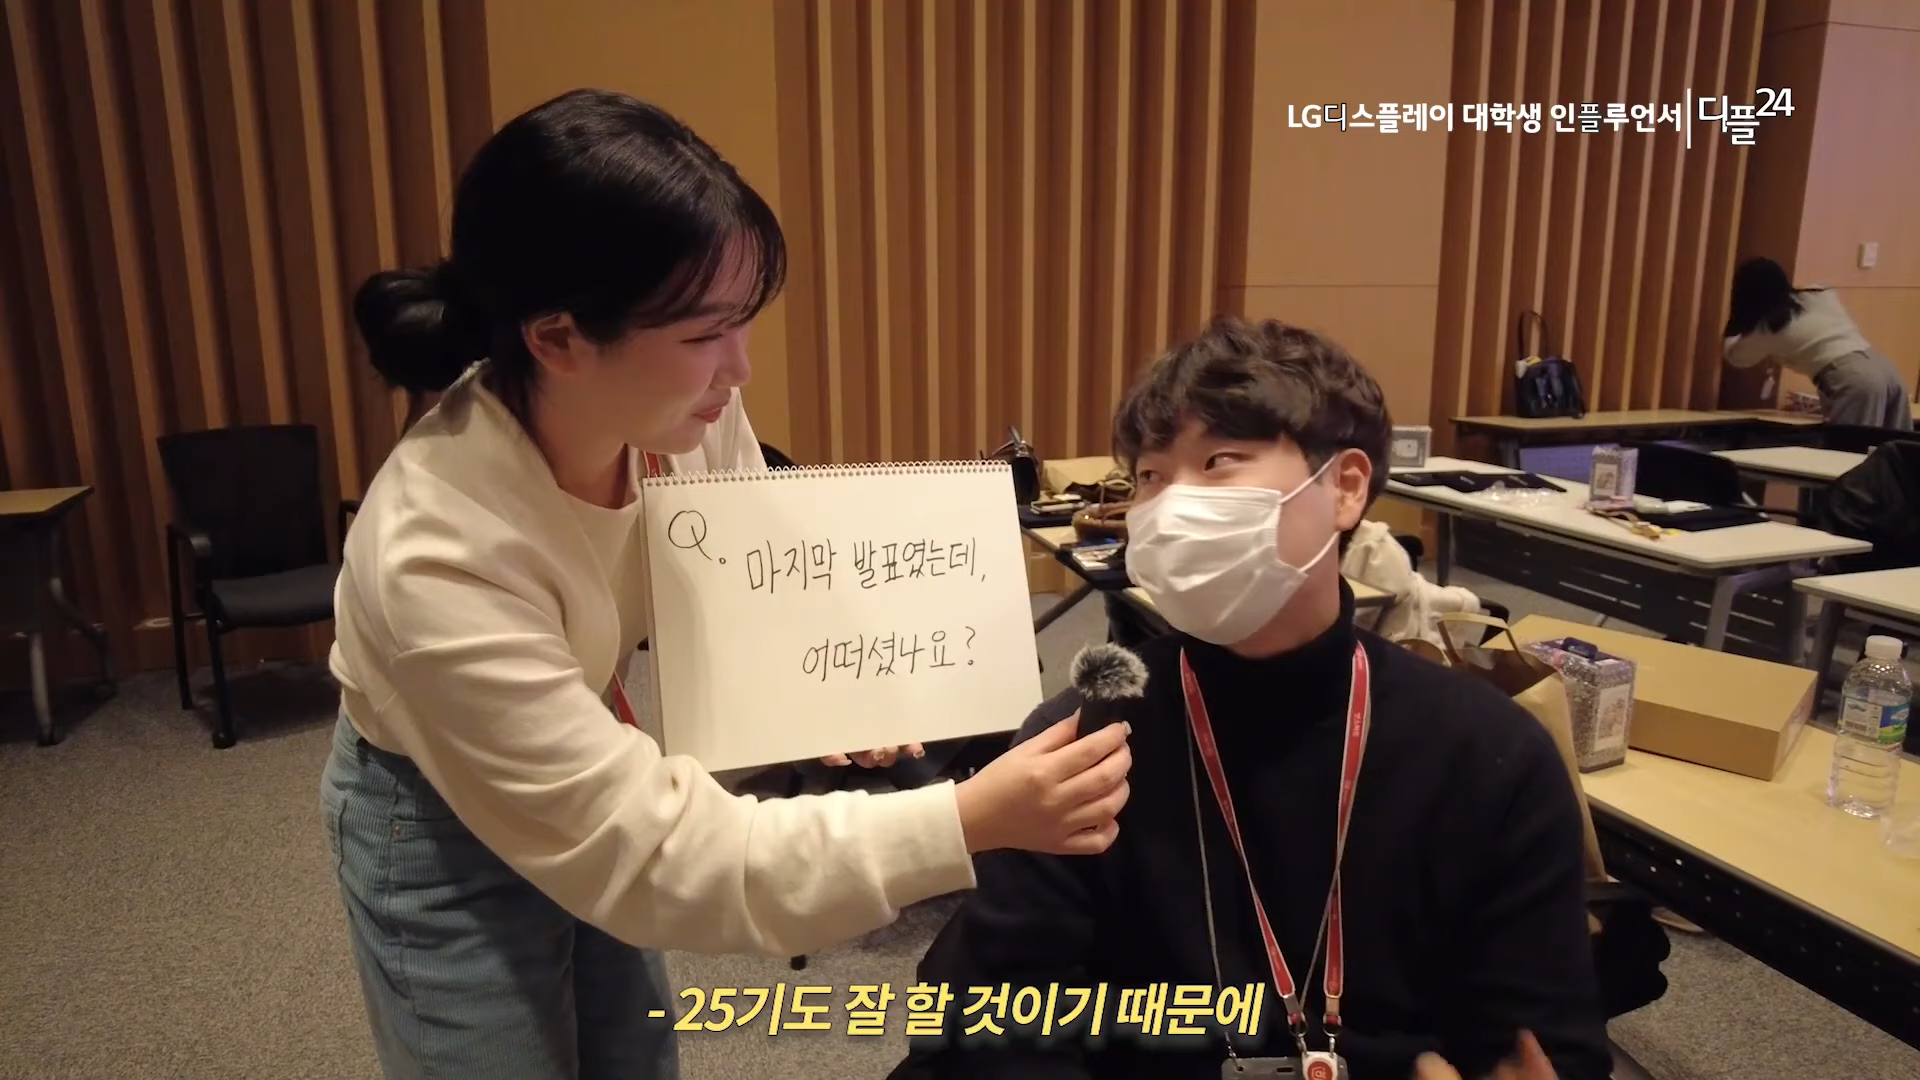 LG디스플레이 대학생 인플루언서 디플24
Q. 마지막 발표였는데,
어떠셨나요?
- 25기도 잘 할 것이기 때문에